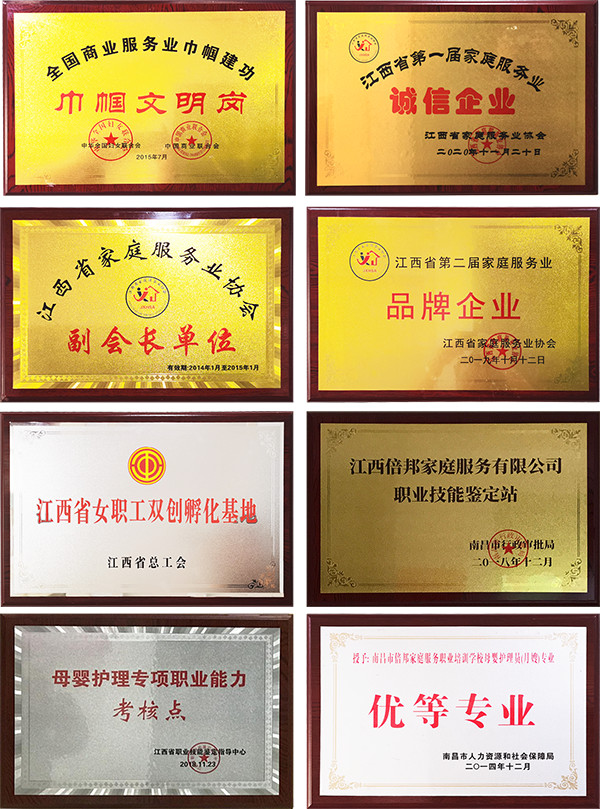 全国商业服务业巾帼建功
巾帼文明岗
中华全国妇女联合会 中国商业联合会
2015年7月
江西省第一届家庭服务业
诚信企业
江西省家庭服务业协会
二〇二〇年十一月二十日
江西省家庭服务业协会
副会长单位
有效期:2014年1月至2015年1月
江西省第二届家庭服务业
品牌企业
江西省家庭服务业协会
二〇一九年十月十二日
江西省女职工双创孵化基地
江西省总工会
江西倍邦家庭服务有限公司
职业技能鉴定站
南昌市行政审批局
二〇一八年十二月
母婴护理专项职业能力
考核点
江西省职业技能鉴定指导中心
2018.11.23
授予:南昌市倍邦家庭服务职业培训学校母婴护理员(月嫂)专业
优等专业
南昌市人力资源和社会保障局
二〇一四年十二月